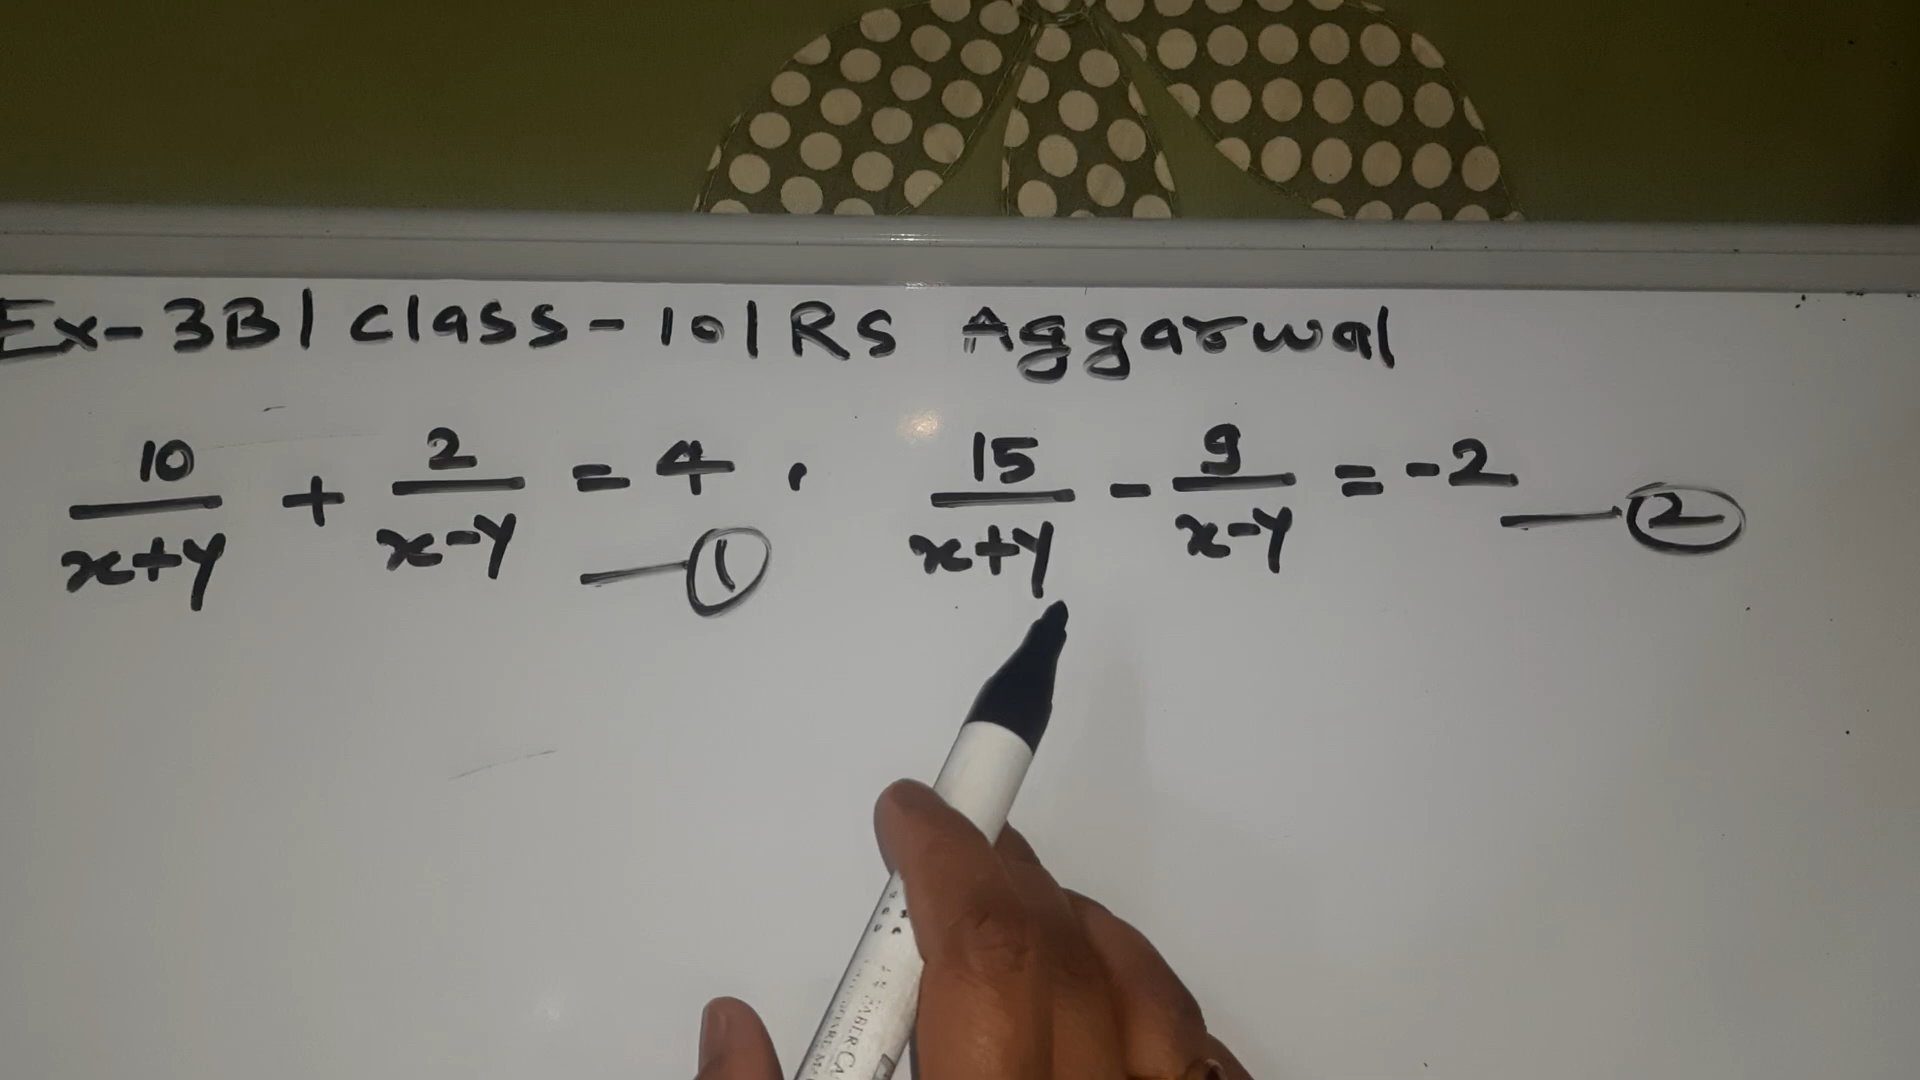 Ex-3B| class-10| RS Aggarwal
10/(x+y) + 2/(x-y) = 4 , —① 15/(x+y) - 9/(x-y) = -2 —②